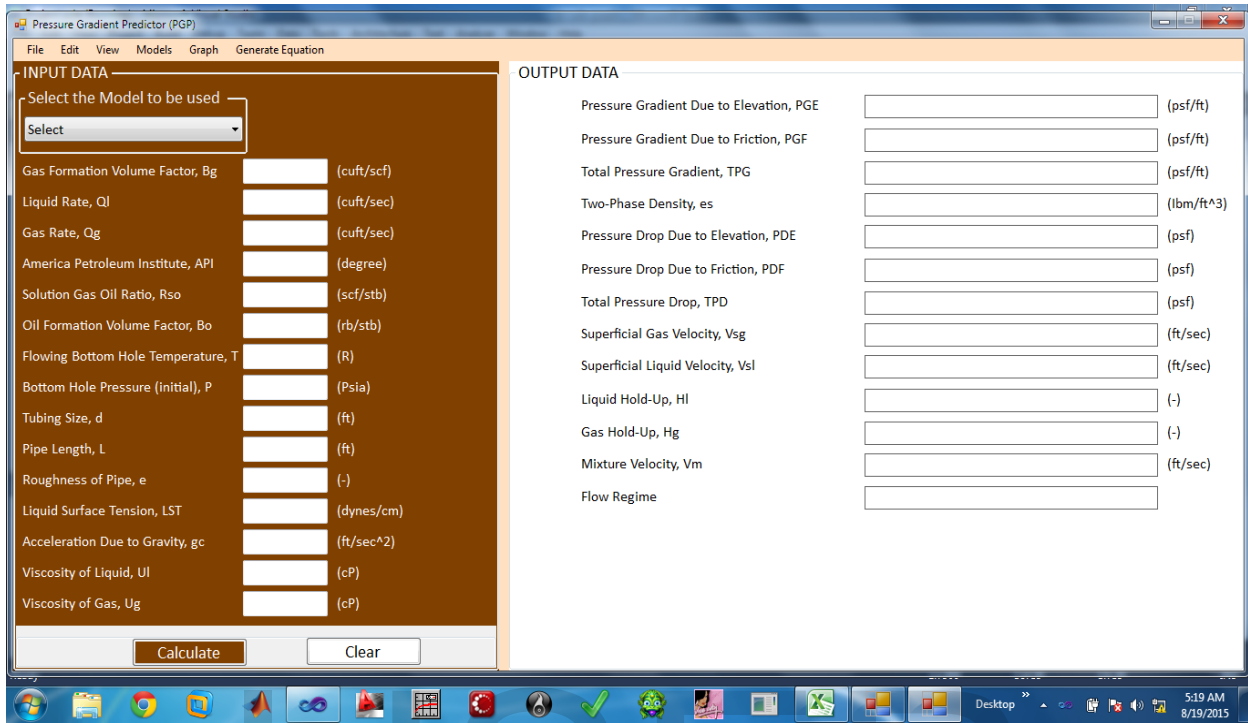 Pressure Gradient Predictor (PGP)
File Edit View Models Graph Generate Equation
INPUT DATA
Select the Model to be used
Select
Gas Formation Volume Factor, Bg (cuft/scf)
Liquid Rate, Ql (cuft/sec)
Gas Rate, Qg (cuft/sec)
America Petroleum Institute, API (degree)
Solution Gas Oil Ratio, Rso (scf/stb)
Oil Formation Volume Factor, Bo (rb/stb)
Flowing Bottom Hole Temperature, T (R)
Bottom Hole Pressure (initial), P (Psia)
Tubing Size, d (ft)
Pipe Length, L (ft)
Roughness of Pipe, e (-)
Liquid Surface Tension, LST (dynes/cm)
Acceleration Due to Gravity, gc (ft/sec^2)
Viscosity of Liquid, Ul (cP)
Viscosity of Gas, Ug (cP)
Calculate Clear
OUTPUT DATA
Pressure Gradient Due to Elevation, PGE (psf/ft)
Pressure Gradient Due to Friction, PGF (psf/ft)
Total Pressure Gradient, TPG (psf/ft)
Two-Phase Density, es (Ibm/ft^3)
Pressure Drop Due to Elevation, PDE (psf)
Pressure Drop Due to Friction, PDF (psf)
Total Pressure Drop, TPD (psf)
Superficial Gas Velocity, Vsg (ft/sec)
Superficial Liquid Velocity, Vsl (ft/sec)
Liquid Hold-Up, Hl (-)
Gas Hold-Up, Hg (-)
Mixture Velocity, Vm (ft/sec)
Flow Regime
Desktop
5:19 AM
8/19/2015